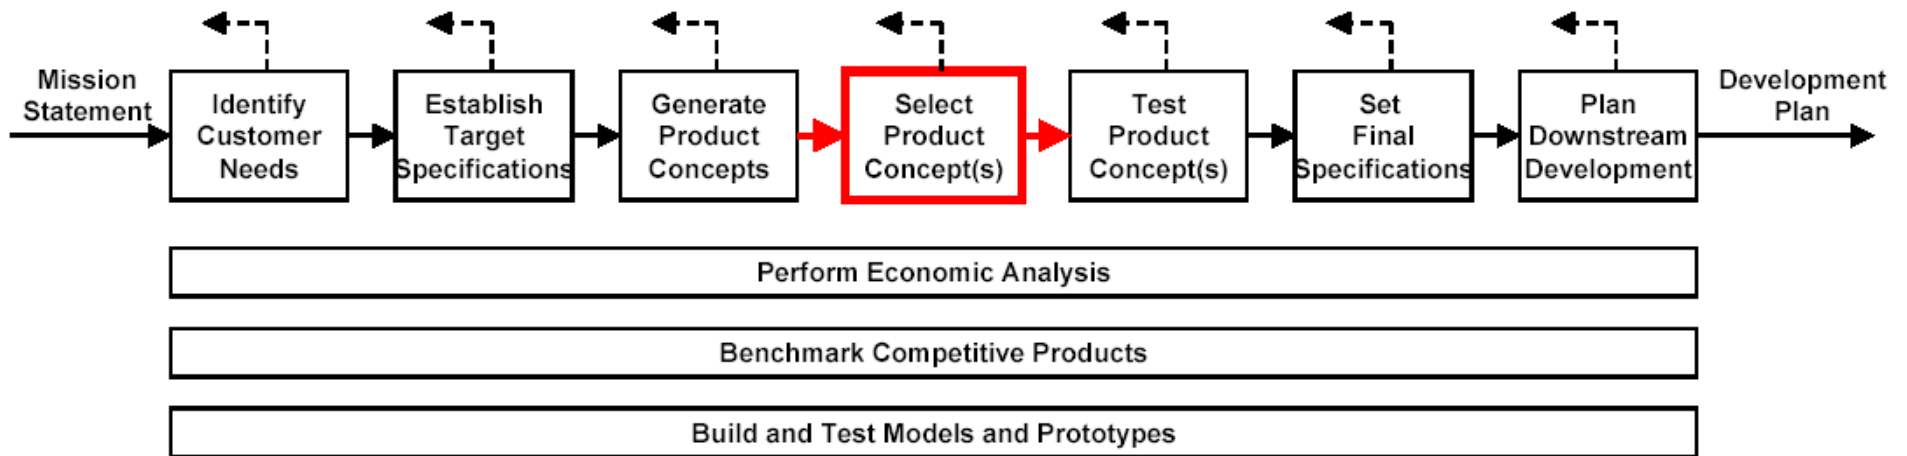 Mission
Statement
Identify
Customer
Needs
Establish
Target
Specifications
Generate
Product
Concepts
Select
Product
Concept(s)
Test
Product
Concept(s)
Set
Final
Specifications
Plan
Downstream
Development
Development
Plan
Perform Economic Analysis
Benchmark Competitive Products
Build and Test Models and Prototypes